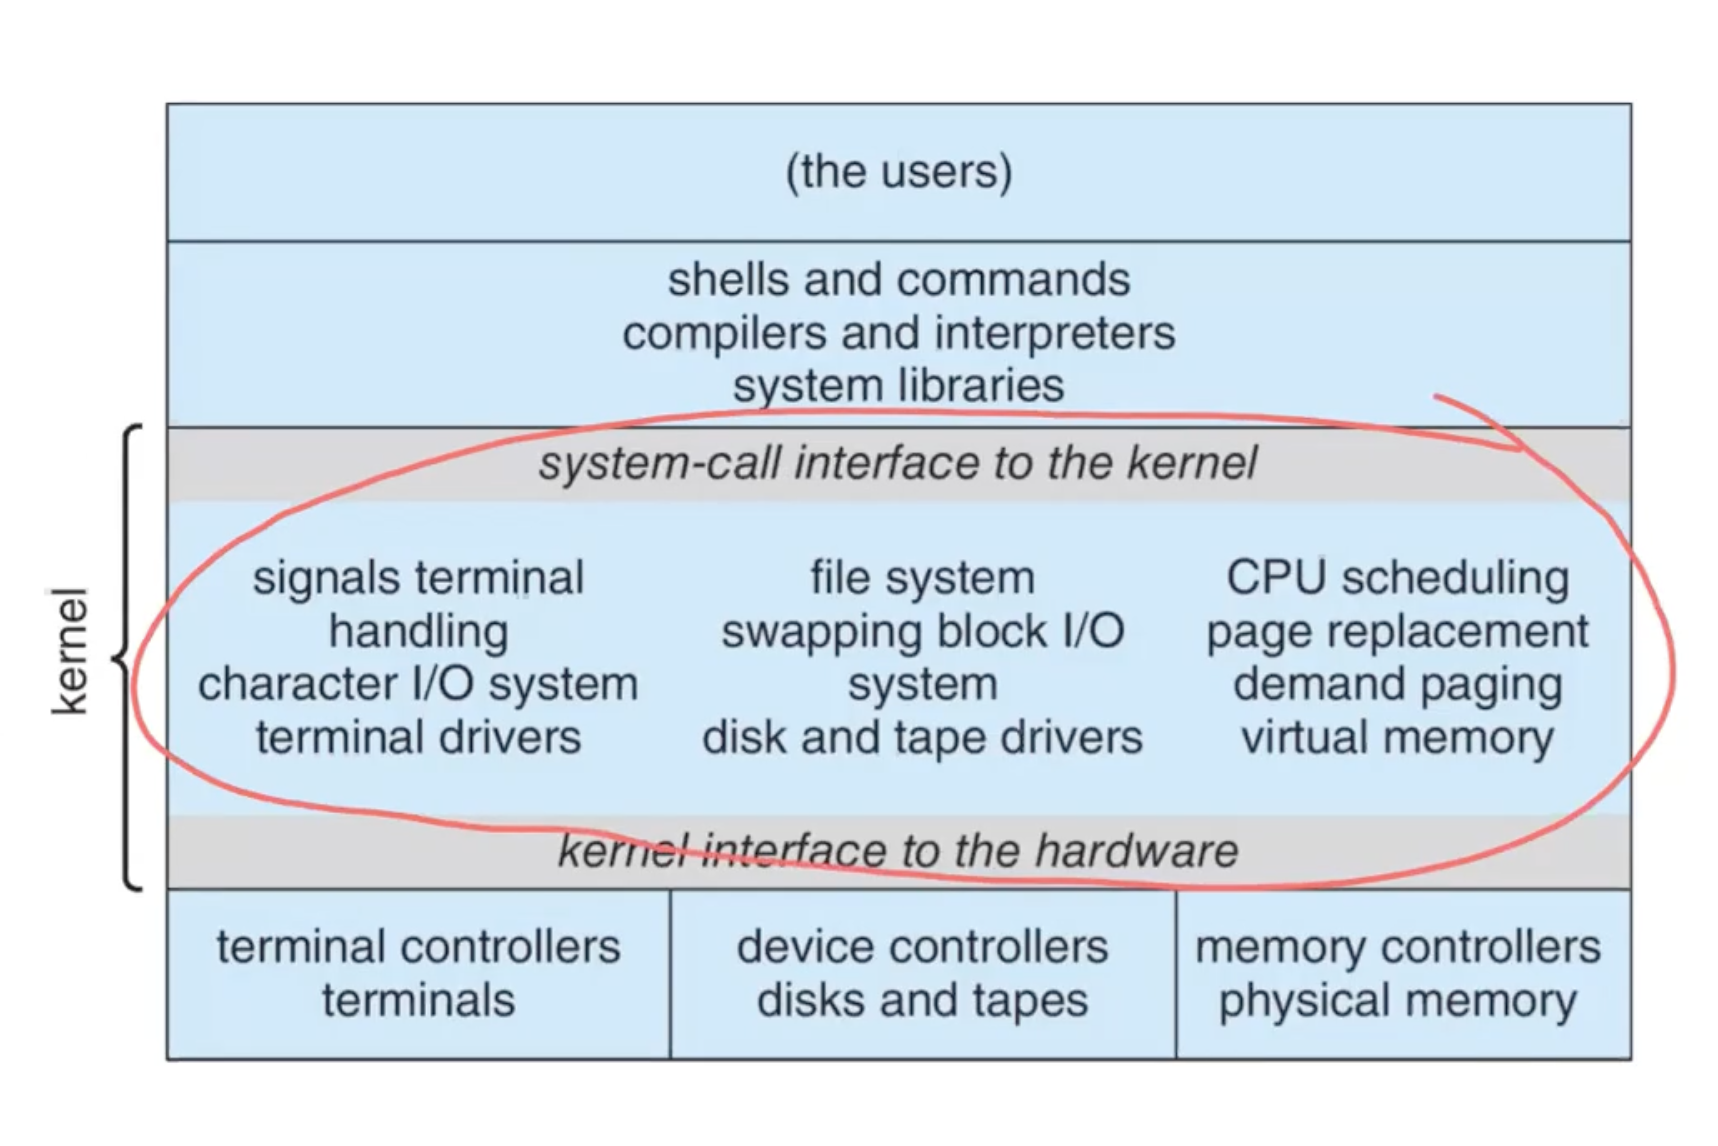 (the users)
shells and commands
compilers and interpreters
system libraries
system-call interface to the kernel
kernel
signals terminal
handling
character I/O system
terminal drivers
file system
swapping block I/O
system
disk and tape drivers
CPU scheduling
page replacement
demand paging
virtual memory
kernel interface to the hardware
terminal controllers
terminals
device controllers
disks and tapes
memory controllers
physical memory